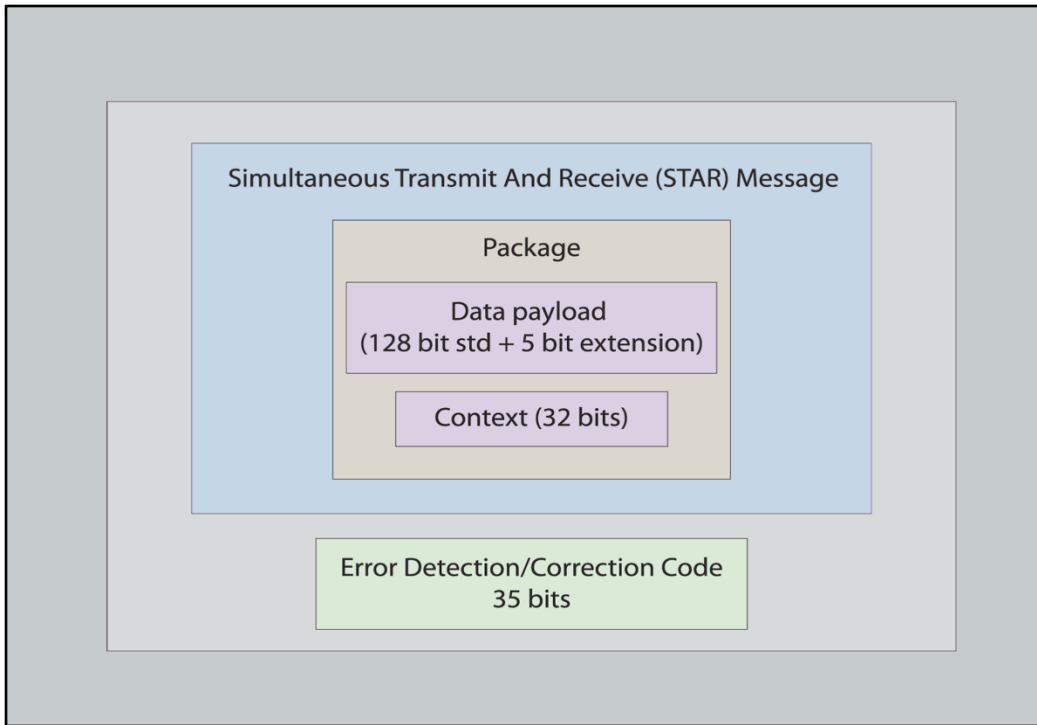 Simultaneous Transmit And Receive (STAR) Message
Package
Data payload
(128 bit std + 5 bit extension)
Context (32 bits)
Error Detection/Correction Code
35 bits